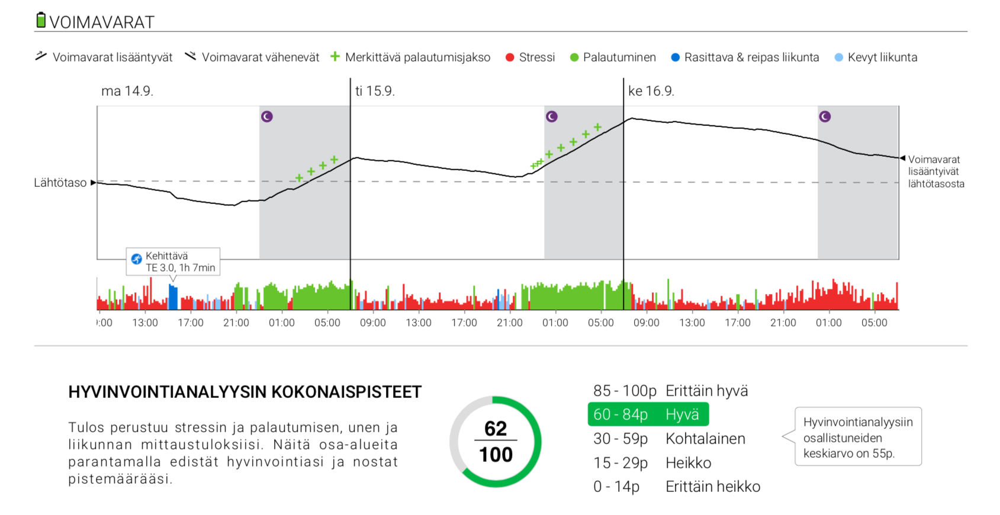 VOIMAVARAT
Voimavarat lisääntyvät Voimavarat vähenevät Merkittävä palautumisjakso Stressi Palautuminen Rasittava & reipas liikunta Kevyt liikunta
ma 14.9. ti 15.9. ke 16.9.
Lähtötaso
Voimavarat
lisääntyivät
lähtötasosta
Kehittävä
TE 3.0, 1h 7min
:00 13:00 17:00 21:00 01:00 05:00 09:00 13:00 17:00 21:00 01:00 05:00 09:00 13:00 17:00 21:00 01:00 05:00
HYVINVOINTIANALYYSIN KOKONAISPISTEET
Tulos perustuu stressin ja palautumisen, unen ja
liikunnan mittaustuloksiisi. Näitä osa-alueita
parantamalla edistät hyvinvointiasi ja nostat
pistemäärääsi.
62
100
85 - 100p Erittäin hyvä
60 - 84p Hyvä
30 - 59p Kohtalainen
15 - 29p Heikko
0 - 14p Erittäin heikko
Hyvinvointianalyysiin
osallistuneiden
keskiarvo on 55p.